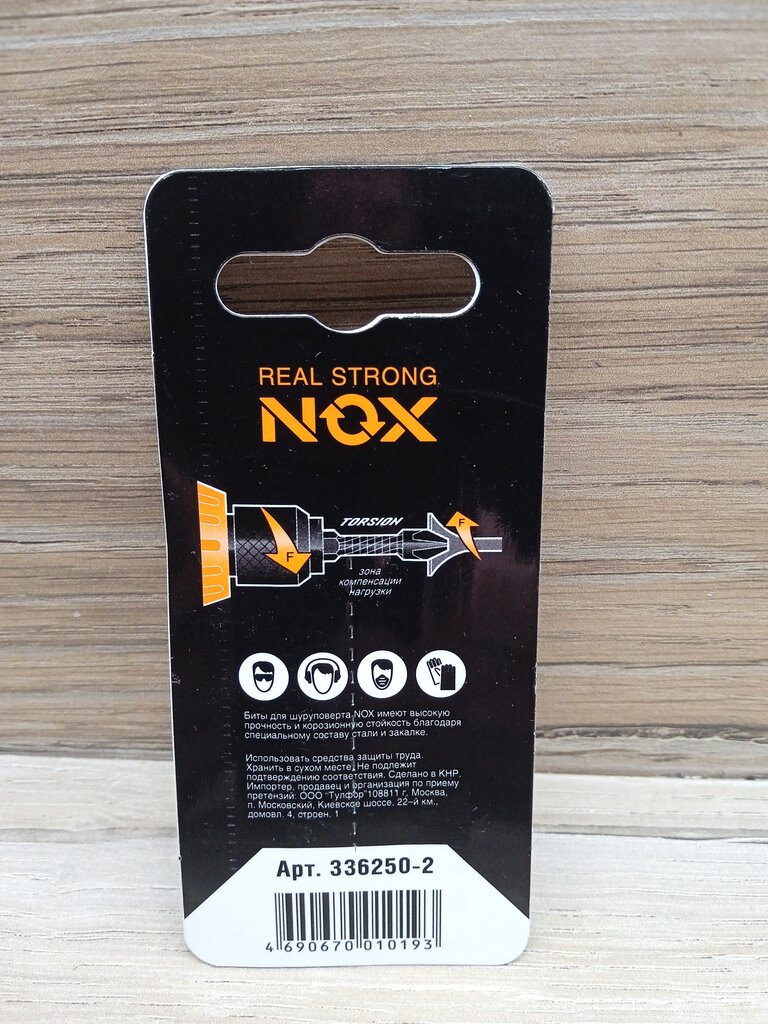 REAL STRONG
NOX
TORSION
F
F
зона
компенсации
нагрузки
Биты для шуруповерта NOX имеют высокую
прочность и корозионную стойкость благодаря
специальному составу стали и закалке.
Использовать средства защиты труда.
Хранить в сухом месте. Не подлежит
подтверждению соответствия. Сделано в КНР.
Импортер, продавец и организация по приему
претензий: ООО "Тулфор"108811 г. Москва,
п. Московский, Киевское шоссе, 22-й км.,
домовл. 4, строен. 1
Арт. 336250-2
4 690670 010193